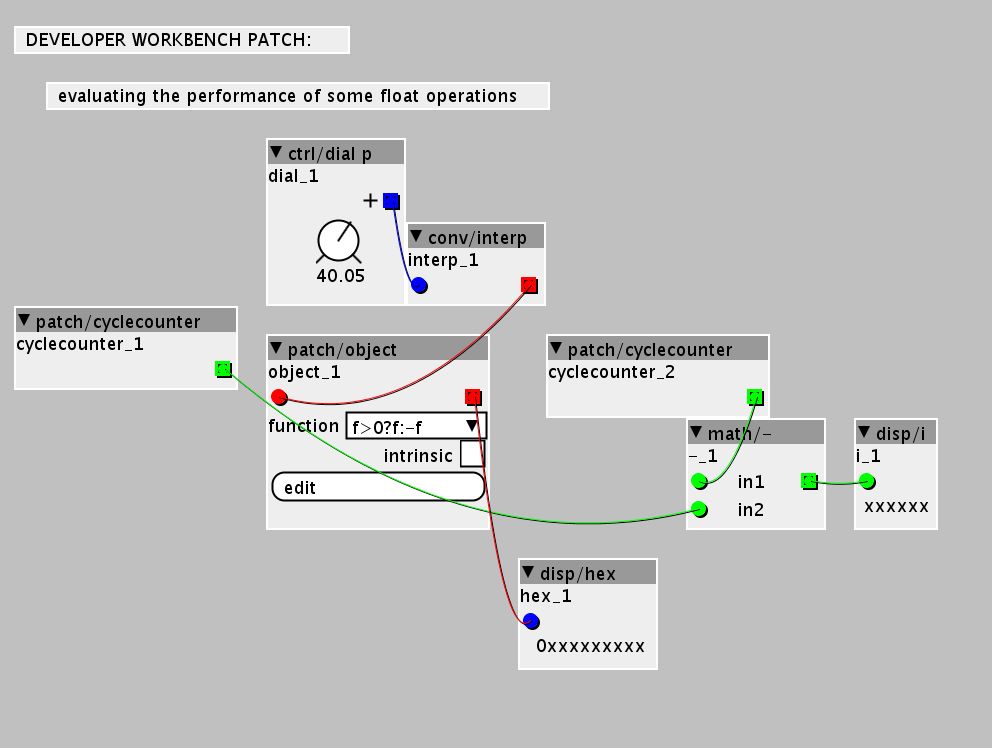 DEVELOPER WORKBENCH PATCH:
evaluating the performance of some float operations
ctrl/dial p
dial_1
+
40.05
conv/interp
interp_1
patch/cyclecounter
cyclecounter_1
patch/object
object_1
function f>0?f:-f
intrinsic
edit
patch/cyclecounter
cyclecounter_2
math/-
-_1
in1
in2
disp/i
i_1
xxxxxx
disp/hex
hex_1
0xxxxxxxxx